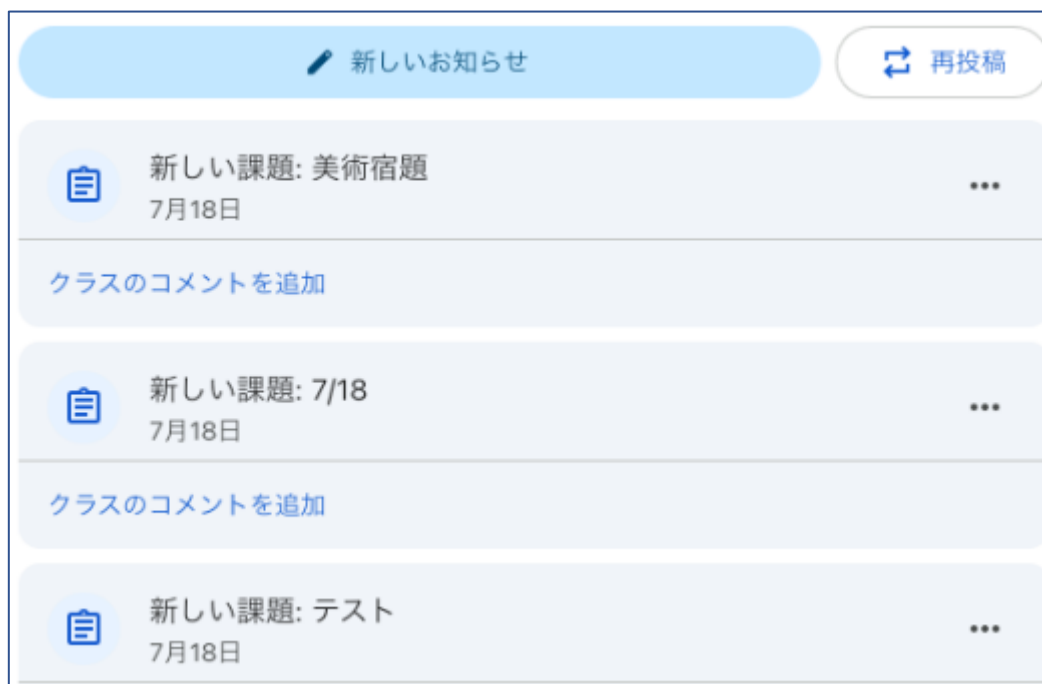 新しいお知らせ
再投稿
新しい課題: 美術宿題
7月18日
クラスのコメントを追加
新しい課題: 7/18
7月18日
クラスのコメントを追加
新しい課題: テスト
7月18日